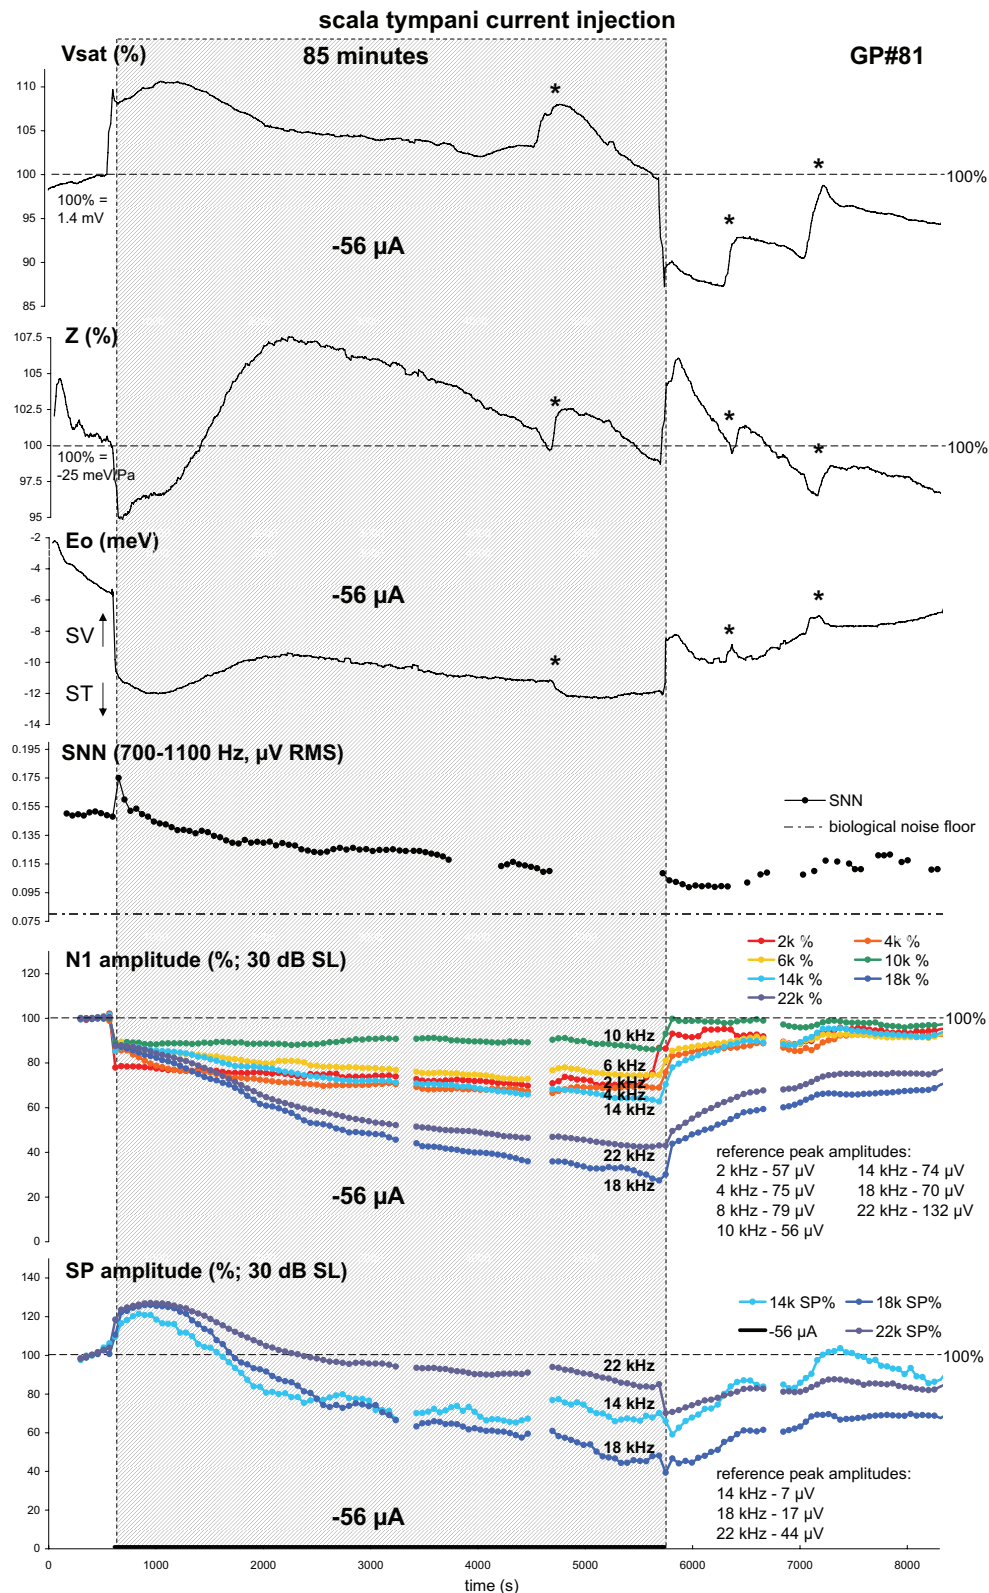 scala tympani current injection
Vsat (%)
85 minutes
GP#81
110
105
100
95
90
85
*
*
*
100%
100% =
1.4 mV
-56 µA
Z (%)
107.5
105
102.5
100
97.5
95
*
*
*
100%
100% =
-25 meV/Pa
Eo (meV)
-2
-4
-6
-8
-10
-12
-14
SV
ST
-56 µA
*
*
*
SNN (700-1100 Hz, µV RMS)
0.195
0.175
0.155
0.135
0.115
0.095
0.075
SNN
biological noise floor
N1 amplitude (%; 30 dB SL)
120
100
80
60
40
20
0
2k % 4k %
6k % 10k %
14k % 18k %
22k %
100%
10 kHz
6 kHz
2 kHz
4 kHz
14 kHz
22 kHz
18 kHz
-56 µA
reference peak amplitudes:
2 kHz - 57 µV 14 kHz - 74 µV
4 kHz - 75 µV 18 kHz - 70 µV
8 kHz - 79 µV 22 kHz - 132 µV
10 kHz - 56 µV
SP amplitude (%; 30 dB SL)
140
120
100
80
60
40
20
0
14k SP% 18k SP%
-56 µA 22k SP%
100%
22 kHz
14 kHz
18 kHz
-56 µA
reference peak amplitudes:
14 kHz - 7 µV
18 kHz - 17 µV
22 kHz - 44 µV
0 1000 2000 3000 4000 5000 6000 7000 8000
time (s)